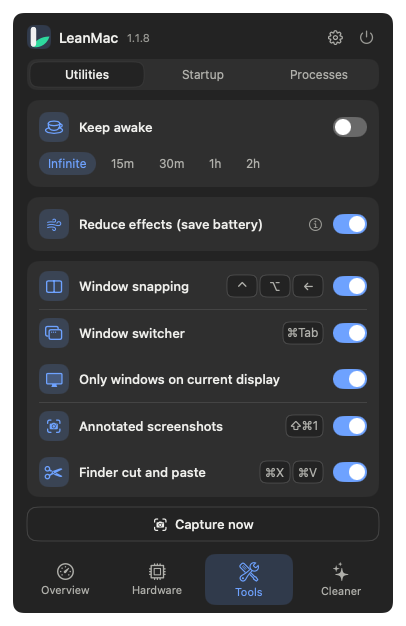 LeanMac 1.1.8
Utilities Startup Processes
Keep awake
Infinite 15m 30m 1h 2h
Reduce effects (save battery)
Window snapping ^ ⌥ ←
Window switcher ⌘Tab
Only windows on current display
Annotated screenshots ⇧⌘1
Finder cut and paste ⌘X ⌘V
Capture now
Overview Hardware Tools Cleaner